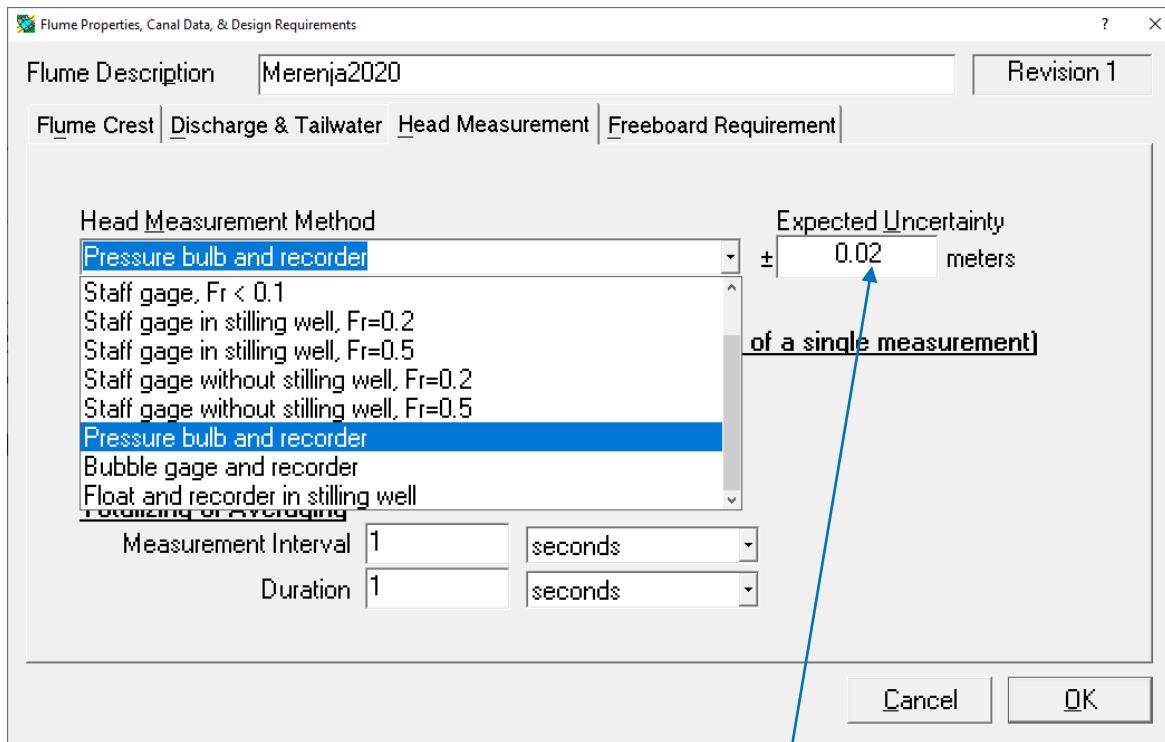 Flume Properties, Canal Data, & Design Requirements ? ×
Flume Description Merenja2020 Revision 1
Flume Crest Discharge & Tailwater Head Measurement Freeboard Requirement
Head Measurement Method Expected Uncertainty
Pressure bulb and recorder ± 0.02 meters
Staff gage, Fr < 0.1
Staff gage in stilling well, Fr=0.2
Staff gage in stilling well, Fr=0.5 of a single measurement)
Staff gage without stilling well, Fr=0.2
Staff gage without stilling well, Fr=0.5
Pressure bulb and recorder
Bubble gage and recorder
Float and recorder in stilling well
Totalizing or Averaging
Measurement Interval 1 seconds
Duration 1 seconds
Cancel OK